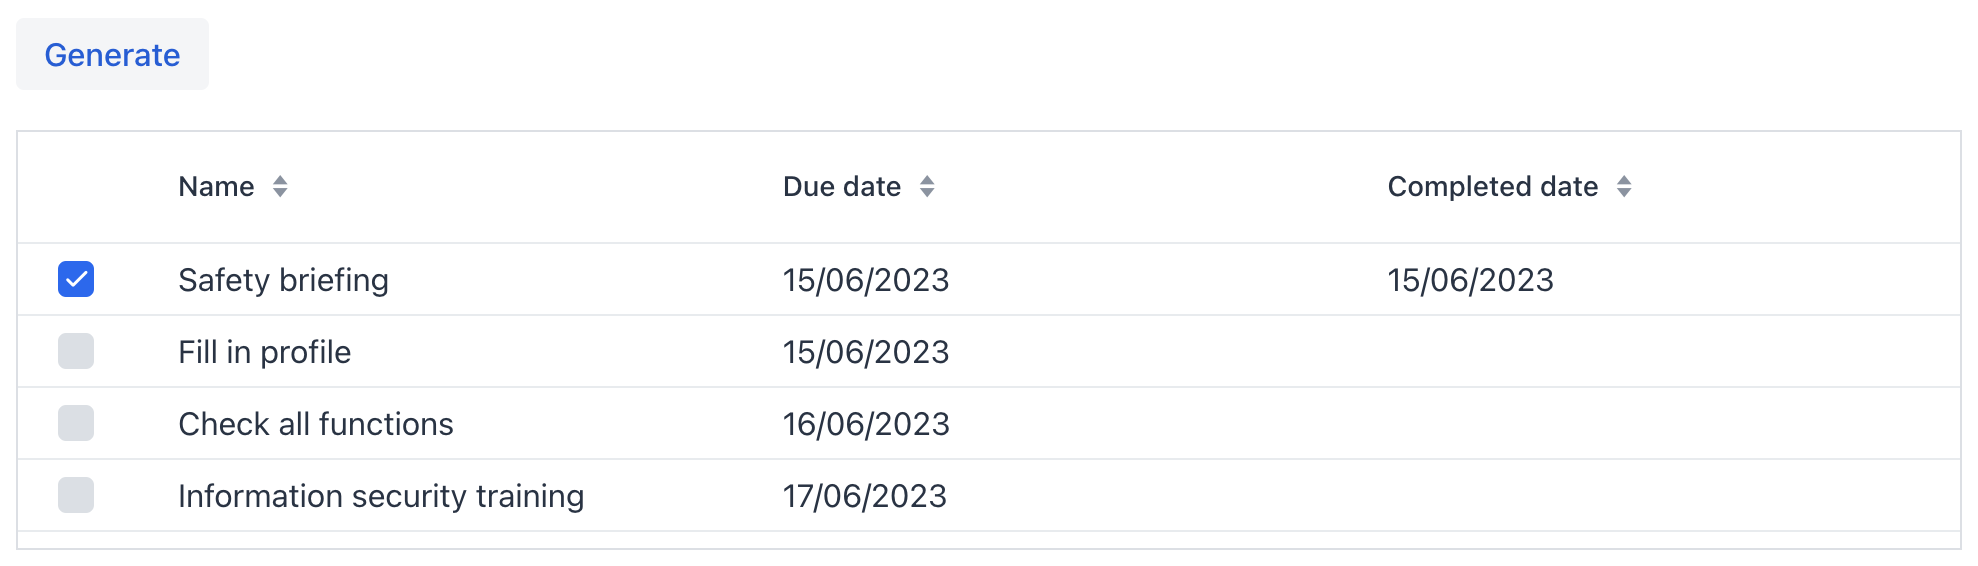 Generate
Name Due date Completed date
Safety briefing 15/06/2023 15/06/2023
Fill in profile 15/06/2023
Check all functions 16/06/2023
Information security training 17/06/2023